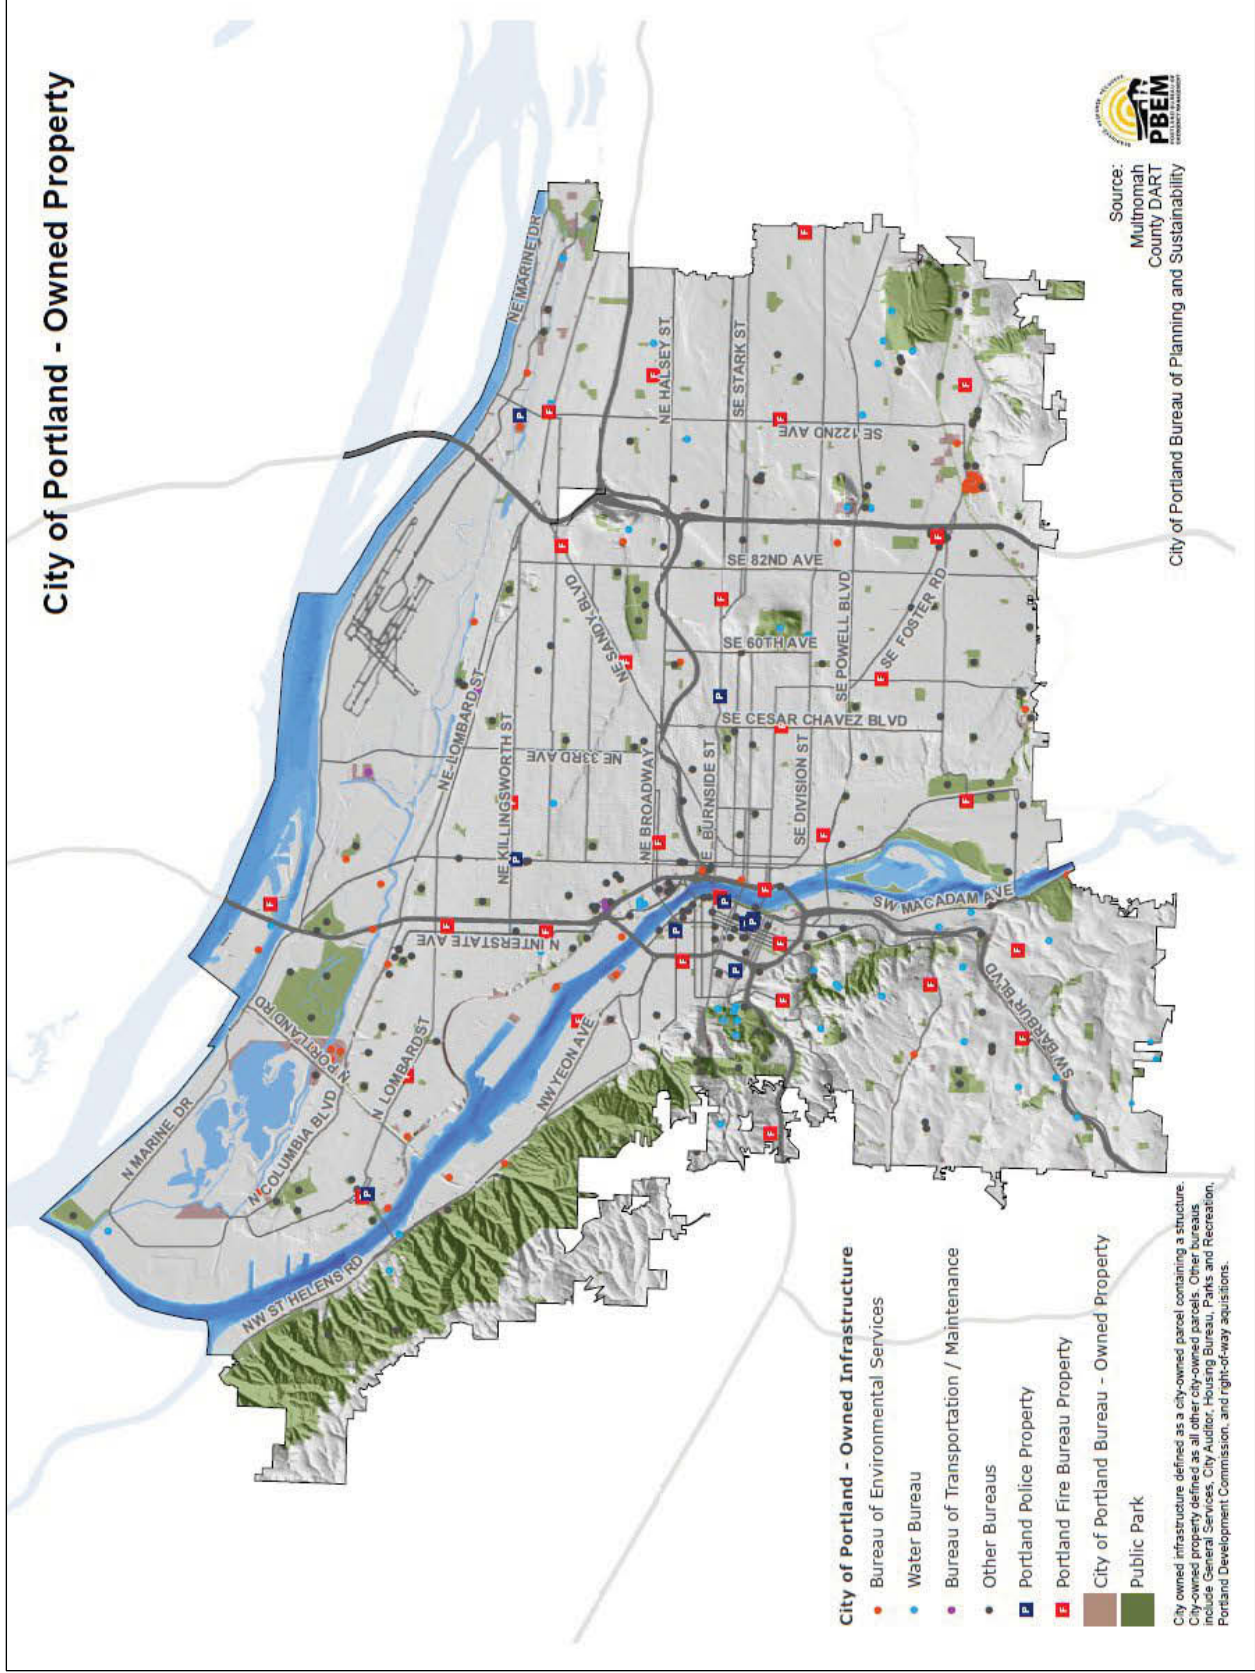 City of Portland - Owned Property
NE MARINE DR
NE HALSEY ST
SE STARK ST
SE 122ND AVE
SE 82ND AVE
NE SANDY BLVD
SE 60TH AVE
SE POWELL BLVD
SE FOSTER RD
NE LOMBARD ST
NE KILLINGSWORTH ST
NE 33RD AVE
SE CESAR CHAVEZ BLVD
NE BROADWAY
E BURNSIDE ST
SE DIVISION ST
N INTERSTATE AVE
SW MACADAM AVE
N PORTLAND RD
N LOMBARD ST
NW YEON AVE
SW BARBUR BLVD
N MARINE DR
N COLUMBIA BLVD
NW ST HELENS RD
City of Portland - Owned Infrastructure
Bureau of Environmental Services
Water Bureau
Bureau of Transportation / Maintenance
Other Bureaus
P Portland Police Property
F Portland Fire Bureau Property
City of Portland Bureau - Owned Property
Public Park
City owned infrastructure defined as a city-owned parcel containing a structure.
City-owned property defined as all other city-owned parcels. Other bureaus
include General Services, City Auditor, Housing Bureau, Parks and Recreation,
Portland Development Commission, and right-of-way aquisitions.
PBEM
PORTLAND BUREAU OF
EMERGENCY MANAGEMENT
Source:
Multnomah
County DART
City of Portland Bureau of Planning and Sustainability